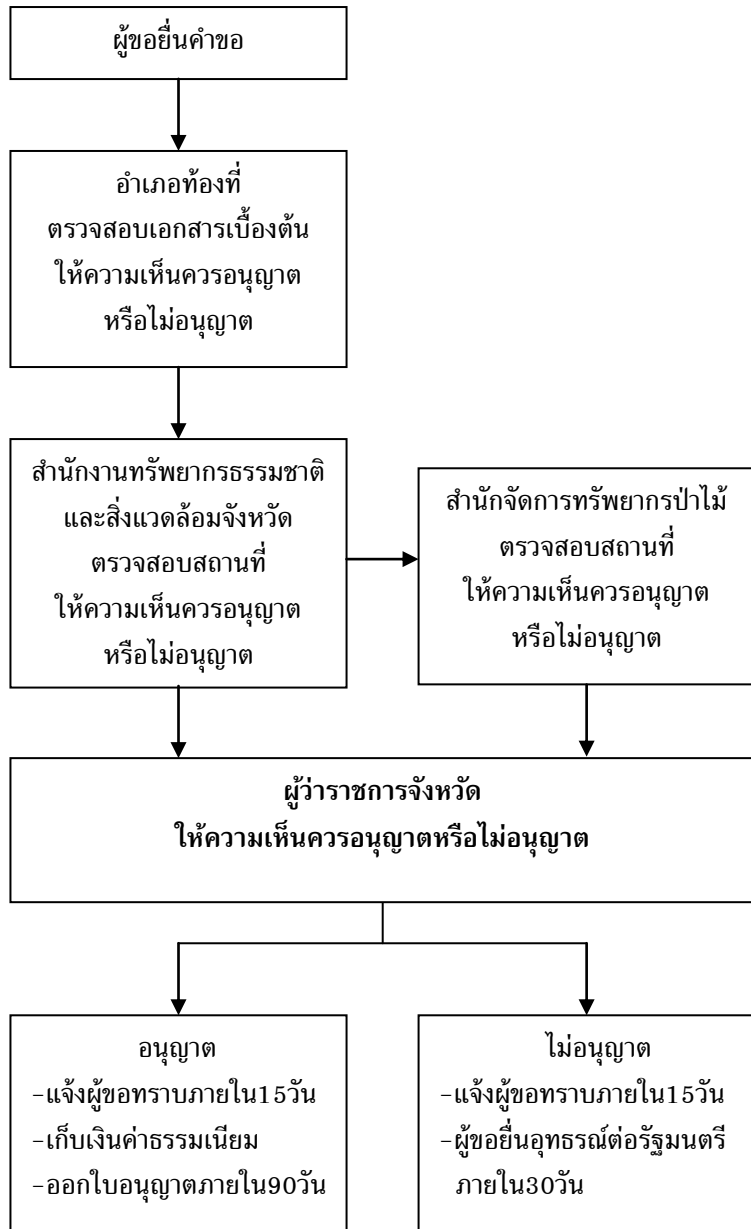 ผู้ขอยื่นคำขอ
อำเภอท้องที่
ตรวจสอบเอกสารเบื้องต้น
ให้ความเห็นควรอนุญาต
หรือไม่อนุญาต
สำนักงานทรัพยากรธรรมชาติ
และสิ่งแวดล้อมจังหวัด
ตรวจสอบสถานที่
ให้ความเห็นควรอนุญาต
หรือไม่อนุญาต
สำนักจัดการทรัพยากรป่าไม้
ตรวจสอบสถานที่
ให้ความเห็นควรอนุญาต
หรือไม่อนุญาต
ผู้ว่าราชการจังหวัด
ให้ความเห็นควรอนุญาตหรือไม่อนุญาต
อนุญาต
-แจ้งผู้ขอทราบภายใน15วัน
-เก็บเงินค่าธรรมเนียม
-ออกใบอนุญาตภายใน90วัน
ไม่อนุญาต
-แจ้งผู้ขอทราบภายใน15วัน
-ผู้ขอยื่นอุทธรณ์ต่อรัฐมนตรี
ภายใน30วัน